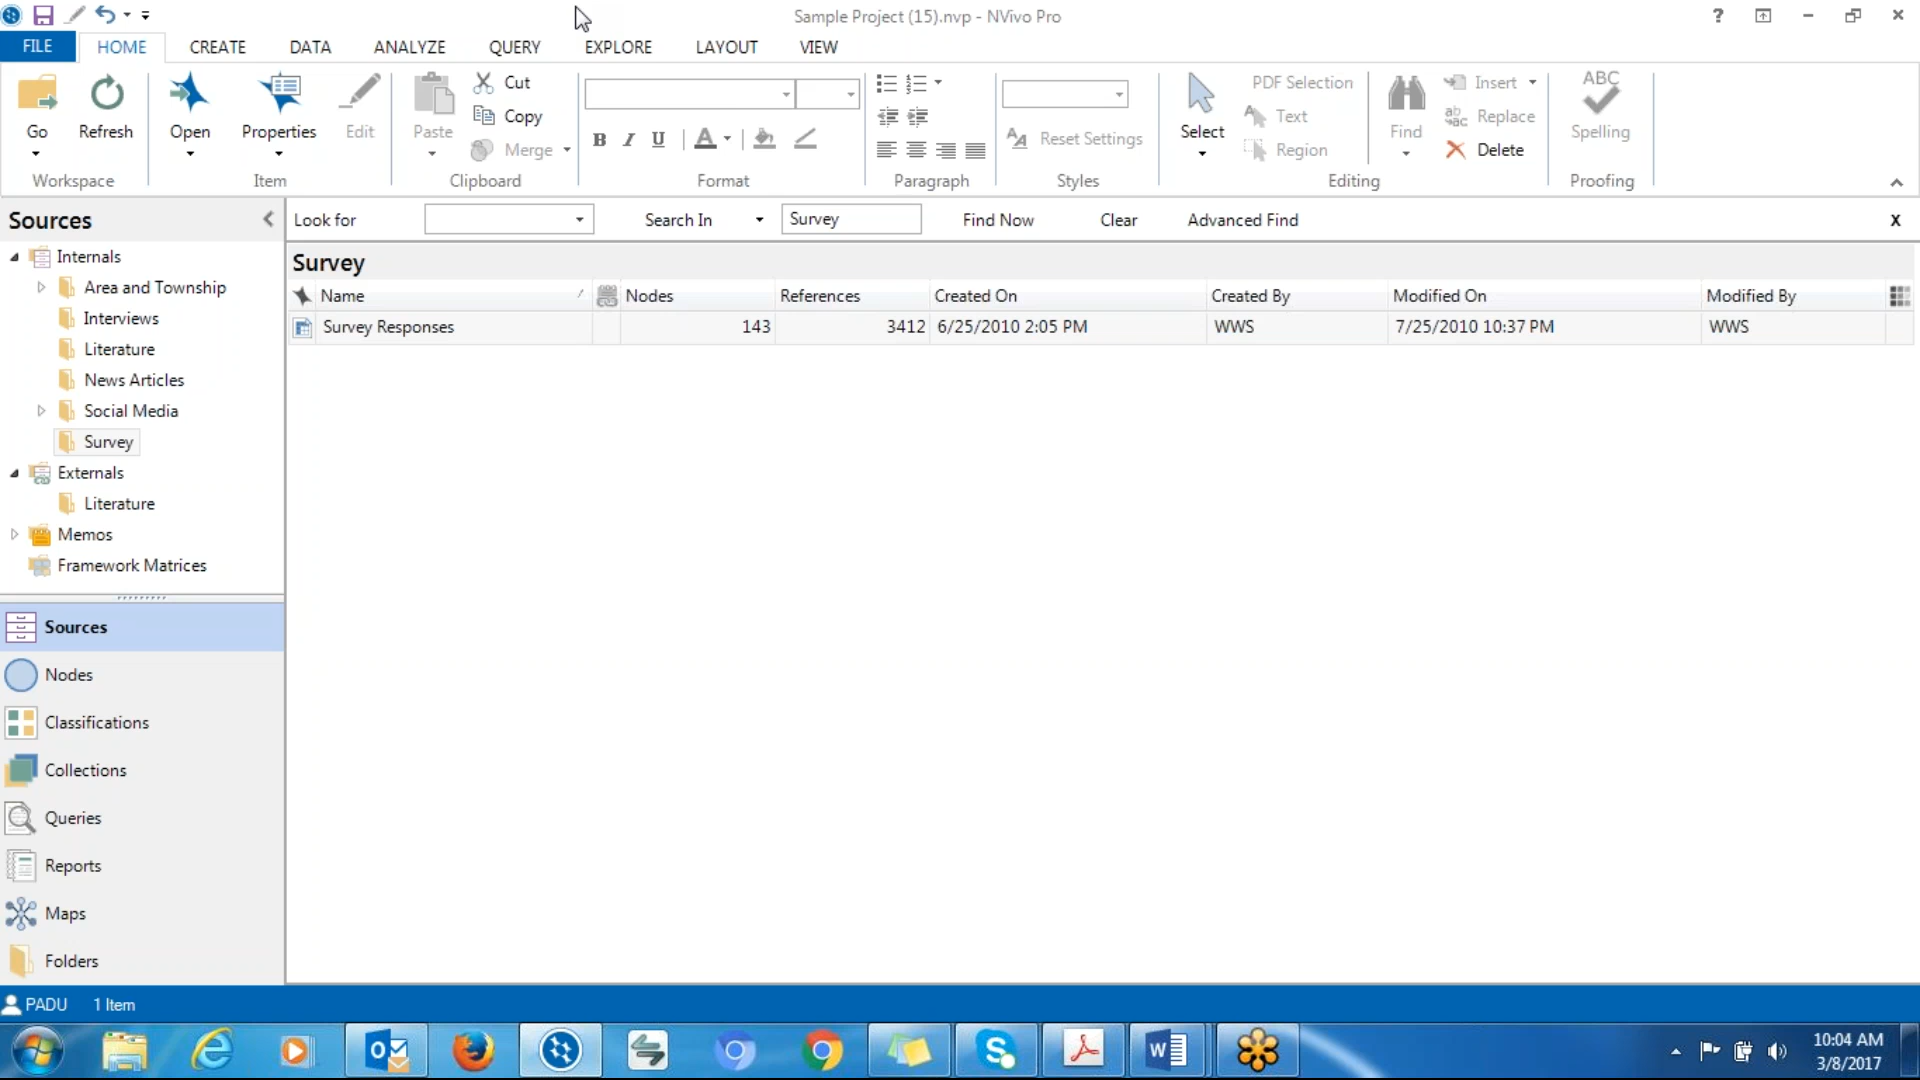 Sample Project (15).nvp - NVivo Pro
?
FILE HOME CREATE DATA ANALYZE QUERY EXPLORE LAYOUT VIEW
Go
Refresh
Workspace
Open
Properties
Edit
Item
Paste
Cut
Copy
Merge
Clipboard
B I U A
Format
Paragraph
Reset Settings
Styles
Select
PDF Selection
Text
Region
Find
Insert
Replace
Delete
Editing
ABC
Spelling
Proofing
Sources
Look for Search In Survey Find Now Clear Advanced Find X
Internals
Area and Township
Interviews
Literature
News Articles
Social Media
Survey
Externals
Literature
Memos
Framework Matrices
Survey
Name Nodes References Created On Created By Modified On Modified By
Survey Responses 143 3412 6/25/2010 2:05 PM WWS 7/25/2010 10:37 PM WWS
Sources
Nodes
Classifications
Collections
Queries
Reports
Maps
Folders
PADU 1 Item
10:04 AM
3/8/2017